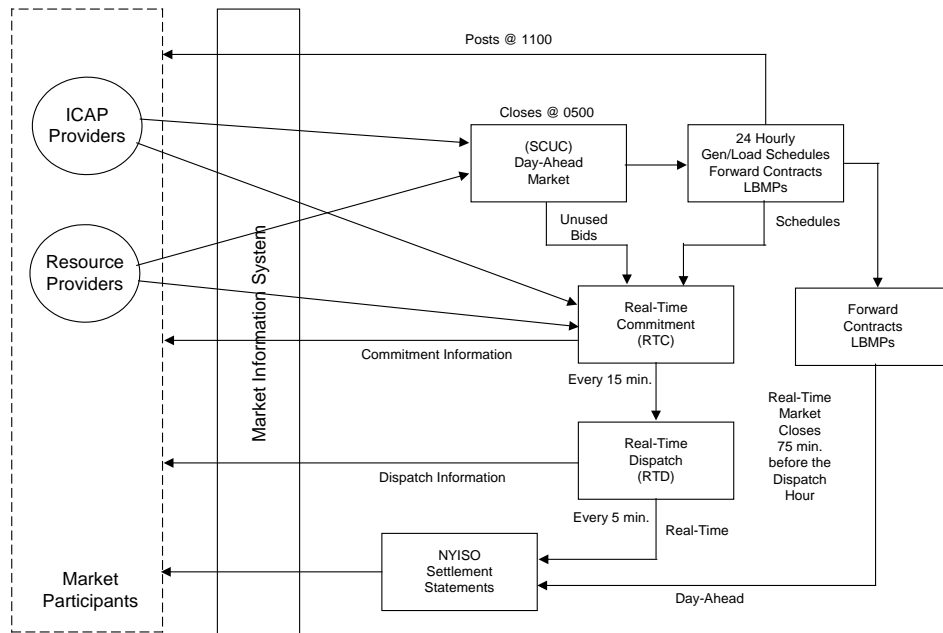 Posts @ 1100
ICAP
Providers
Closes @ 0500
(SCUC)
Day-Ahead
Market
24 Hourly
Gen/Load Schedules
Forward Contracts
LBMPs
Unused
Bids
Schedules
Resource
Providers
Market Information System
Real-Time
Commitment
(RTC)
Forward
Contracts
LBMPs
Commitment Information
Every 15 min.
Real-Time
Market
Closes
75 min.
before the
Dispatch
Hour
Real-Time
Dispatch
(RTD)
Dispatch Information
Every 5 min.
Real-Time
NYISO
Settlement
Statements
Market
Participants
Day-Ahead